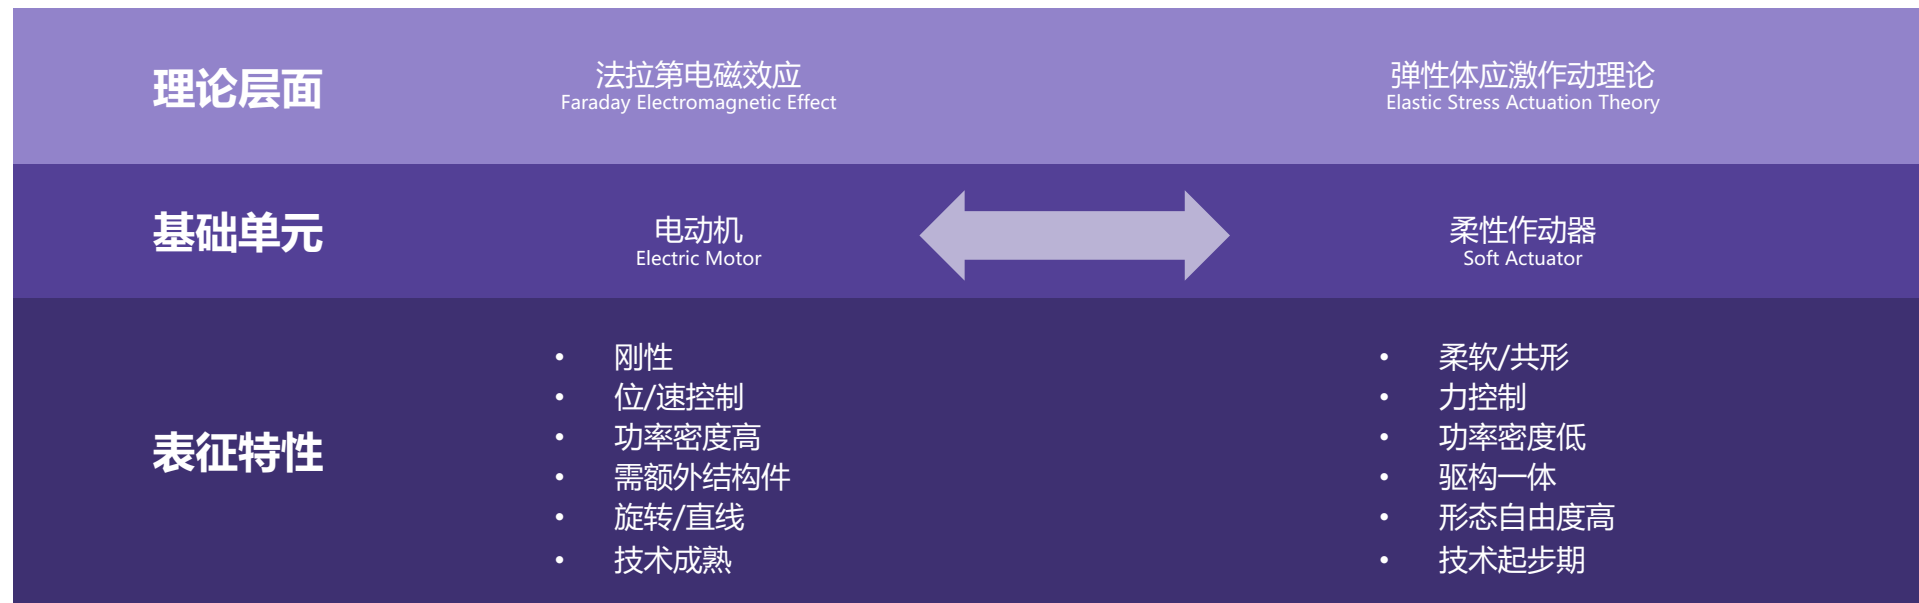 理论层面
法拉第电磁效应
Faraday Electromagnetic Effect
弹性体应激作动理论
Elastic Stress Actuation Theory
基础单元
电动机
Electric Motor
柔性作动器
Soft Actuator
表征特性
• 刚性
• 位/速控制
• 功率密度高
• 需额外结构件
• 旋转/直线
• 技术成熟
• 柔软/共形
• 力控制
• 功率密度低
• 驱构一体
• 形态自由度高
• 技术起步期